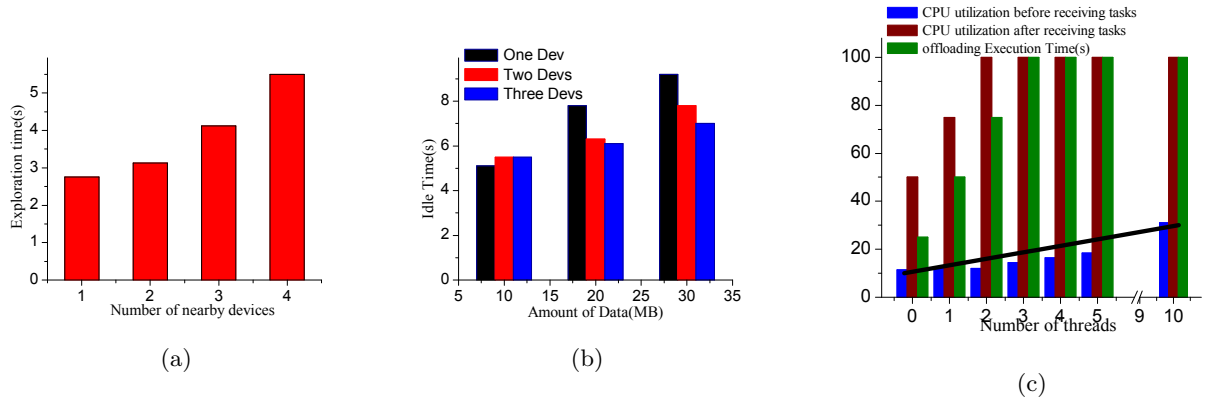 Exploration time(s)
5
4
3
2
1
0
1 2 3 4
Number of nearby devices
(a)
One Dev
Two Devs
Three Devs
Idle Time(s)
8
6
4
2
0
5 10 15 20 25 30 35
Amount of Data(MB)
(b)
CPU utilization before receiving tasks
CPU utilization after receiving tasks
offloading Execution Time(s)
100
80
60
40
20
0
0 1 2 3 4 5 9 10
Number of threads
(c)